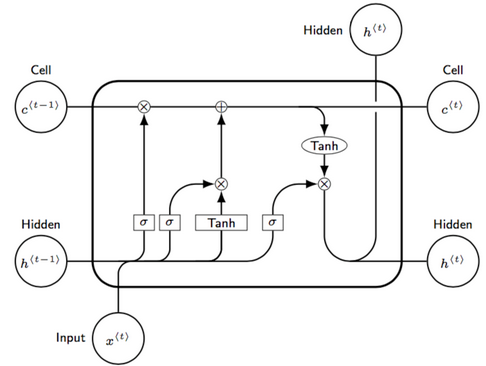 Hidden
h⟨t⟩
Cell
Cell
c⟨t−1⟩
×
+
c⟨t⟩
Tanh
×
×
Hidden
σ
σ
Tanh
σ
Hidden
h⟨t−1⟩
h⟨t⟩
Input
x⟨t⟩